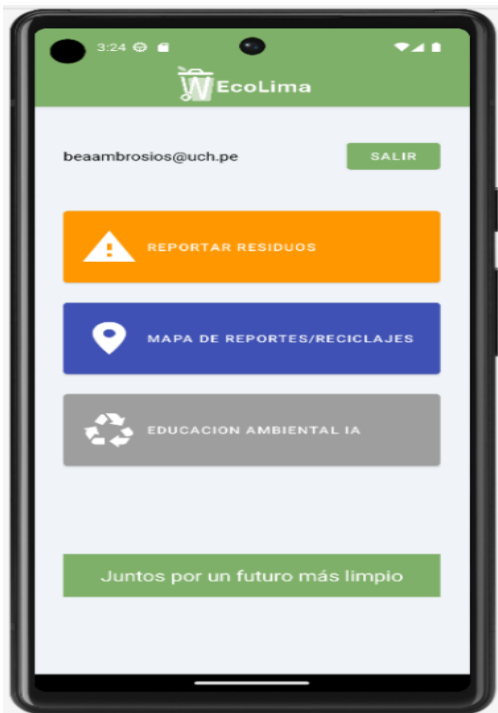 3:24
EcoLima
beaambrosios@uch.pe
SALIR
REPORTAR RESIDUOS
MAPA DE REPORTES/RECICLAJES
EDUCACION AMBIENTAL IA
Juntos por un futuro más limpio